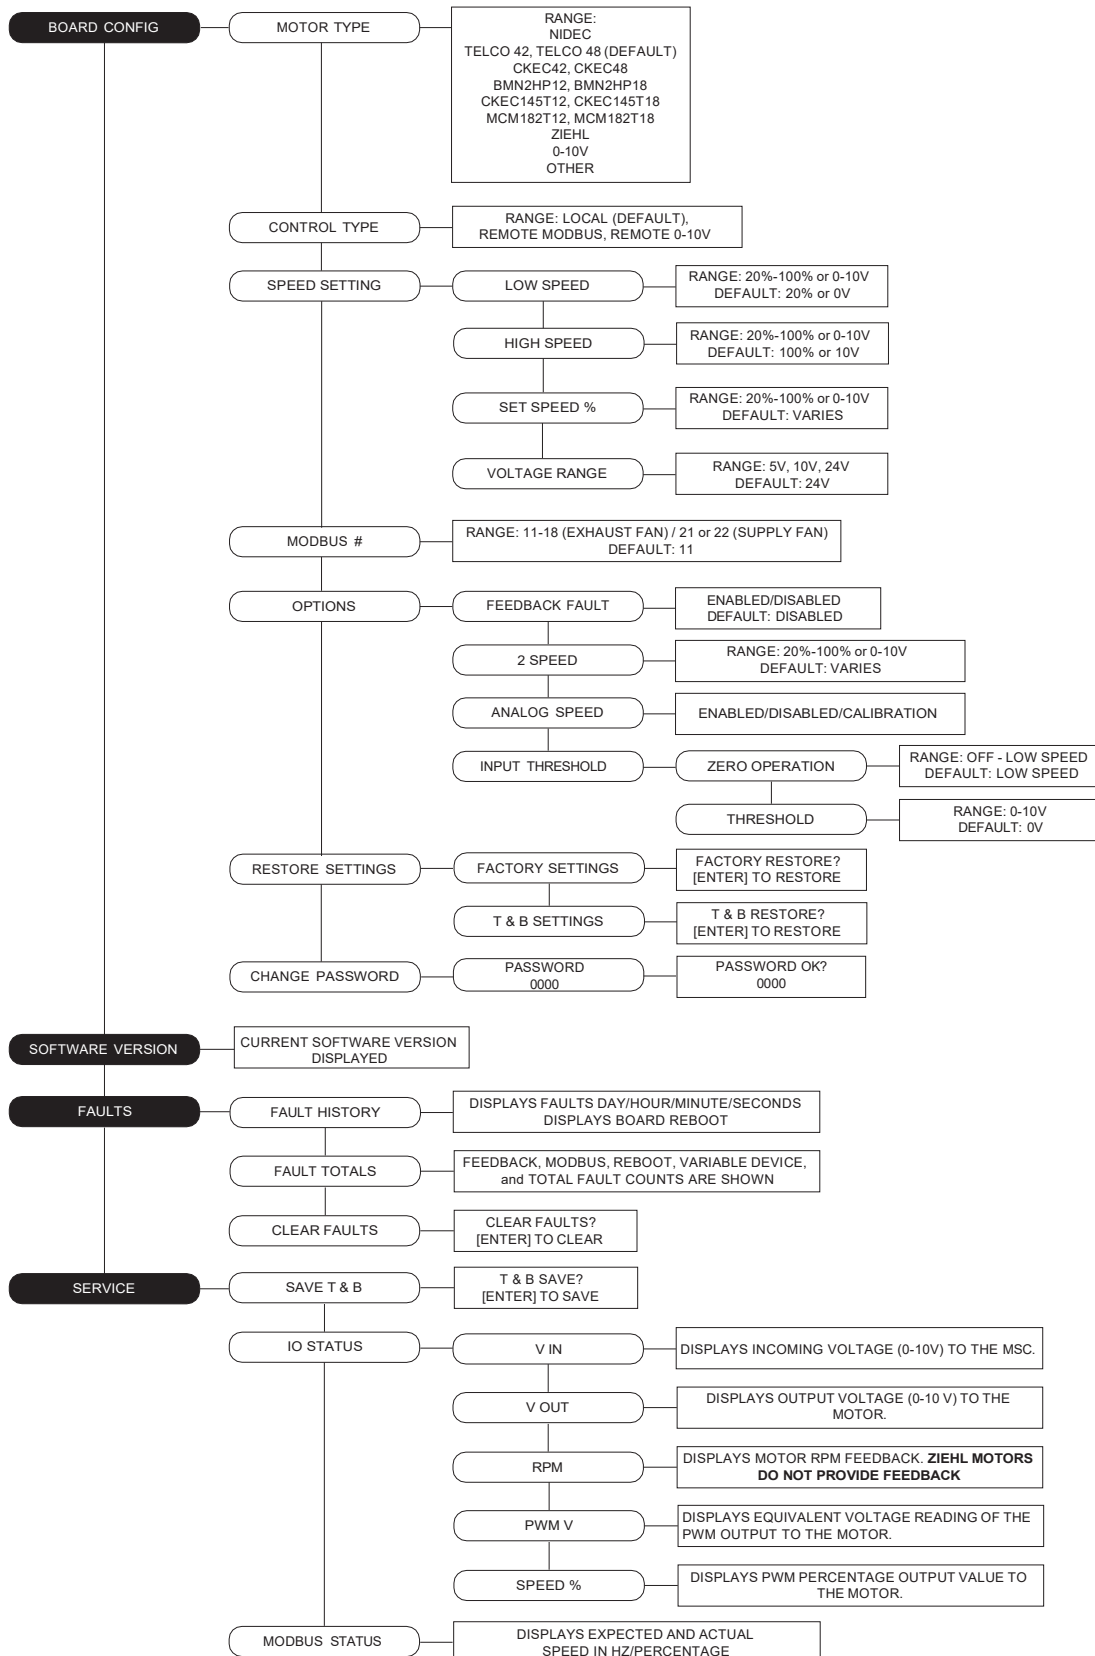 BOARD CONFIG
MOTOR TYPE
RANGE:
NIDEC
TELCO 42, TELCO 48 (DEFAULT)
CKEC42, CKEC48
BMN2HP12, BMN2HP18
CKEC145T12, CKEC145T18
MCM182T12, MCM182T18
ZIEHL
0-10V
OTHER
CONTROL TYPE
RANGE: LOCAL (DEFAULT),
REMOTE MODBUS, REMOTE 0-10V
SPEED SETTING
LOW SPEED
RANGE: 20%-100% or 0-10V
DEFAULT: 20% or 0V
HIGH SPEED
RANGE: 20%-100% or 0-10V
DEFAULT: 100% or 10V
SET SPEED %
RANGE: 20%-100% or 0-10V
DEFAULT: VARIES
VOLTAGE RANGE
RANGE: 5V, 10V, 24V
DEFAULT: 24V
MODBUS #
RANGE: 11-18 (EXHAUST FAN) / 21 or 22 (SUPPLY FAN)
DEFAULT: 11
OPTIONS
FEEDBACK FAULT
ENABLED/DISABLED
DEFAULT: DISABLED
2 SPEED
RANGE: 20%-100% or 0-10V
DEFAULT: VARIES
ANALOG SPEED
ENABLED/DISABLED/CALIBRATION
INPUT THRESHOLD
ZERO OPERATION
RANGE: OFF - LOW SPEED
DEFAULT: LOW SPEED
THRESHOLD
RANGE: 0-10V
DEFAULT: 0V
RESTORE SETTINGS
FACTORY SETTINGS
FACTORY RESTORE?
[ENTER] TO RESTORE
T & B SETTINGS
T & B RESTORE?
[ENTER] TO RESTORE
CHANGE PASSWORD
PASSWORD
0000
PASSWORD OK?
0000
SOFTWARE VERSION
CURRENT SOFTWARE VERSION
DISPLAYED
FAULTS
FAULT HISTORY
DISPLAYS FAULTS DAY/HOUR/MINUTE/SECONDS
DISPLAYS BOARD REBOOT
FAULT TOTALS
FEEDBACK, MODBUS, REBOOT, VARIABLE DEVICE,
and TOTAL FAULT COUNTS ARE SHOWN
CLEAR FAULTS
CLEAR FAULTS?
[ENTER] TO CLEAR
SERVICE
SAVE T & B
T & B SAVE?
[ENTER] TO SAVE
IO STATUS
V IN
DISPLAYS INCOMING VOLTAGE (0-10V) TO THE MSC.
V OUT
DISPLAYS OUTPUT VOLTAGE (0-10 V) TO THE
MOTOR.
RPM
DISPLAYS MOTOR RPM FEEDBACK. ZIEHL MOTORS
DO NOT PROVIDE FEEDBACK
PWM V
DISPLAYS EQUIVALENT VOLTAGE READING OF THE
PWM OUTPUT TO THE MOTOR.
SPEED %
DISPLAYS PWM PERCENTAGE OUTPUT VALUE TO
THE MOTOR.
MODBUS STATUS
DISPLAYS EXPECTED AND ACTUAL
SPEED IN HZ/PERCENTAGE